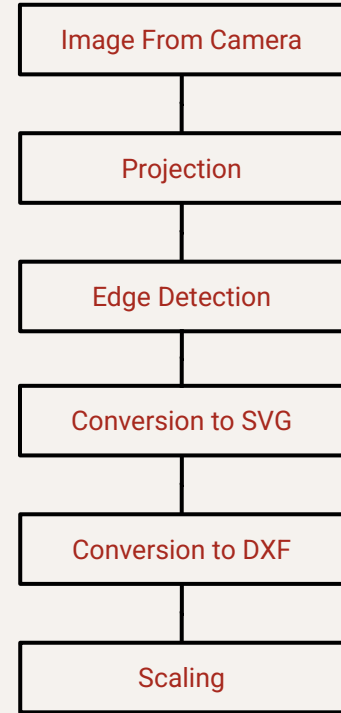 Image From Camera
Projection
Edge Detection
Conversion to SVG
Conversion to DXF
Scaling